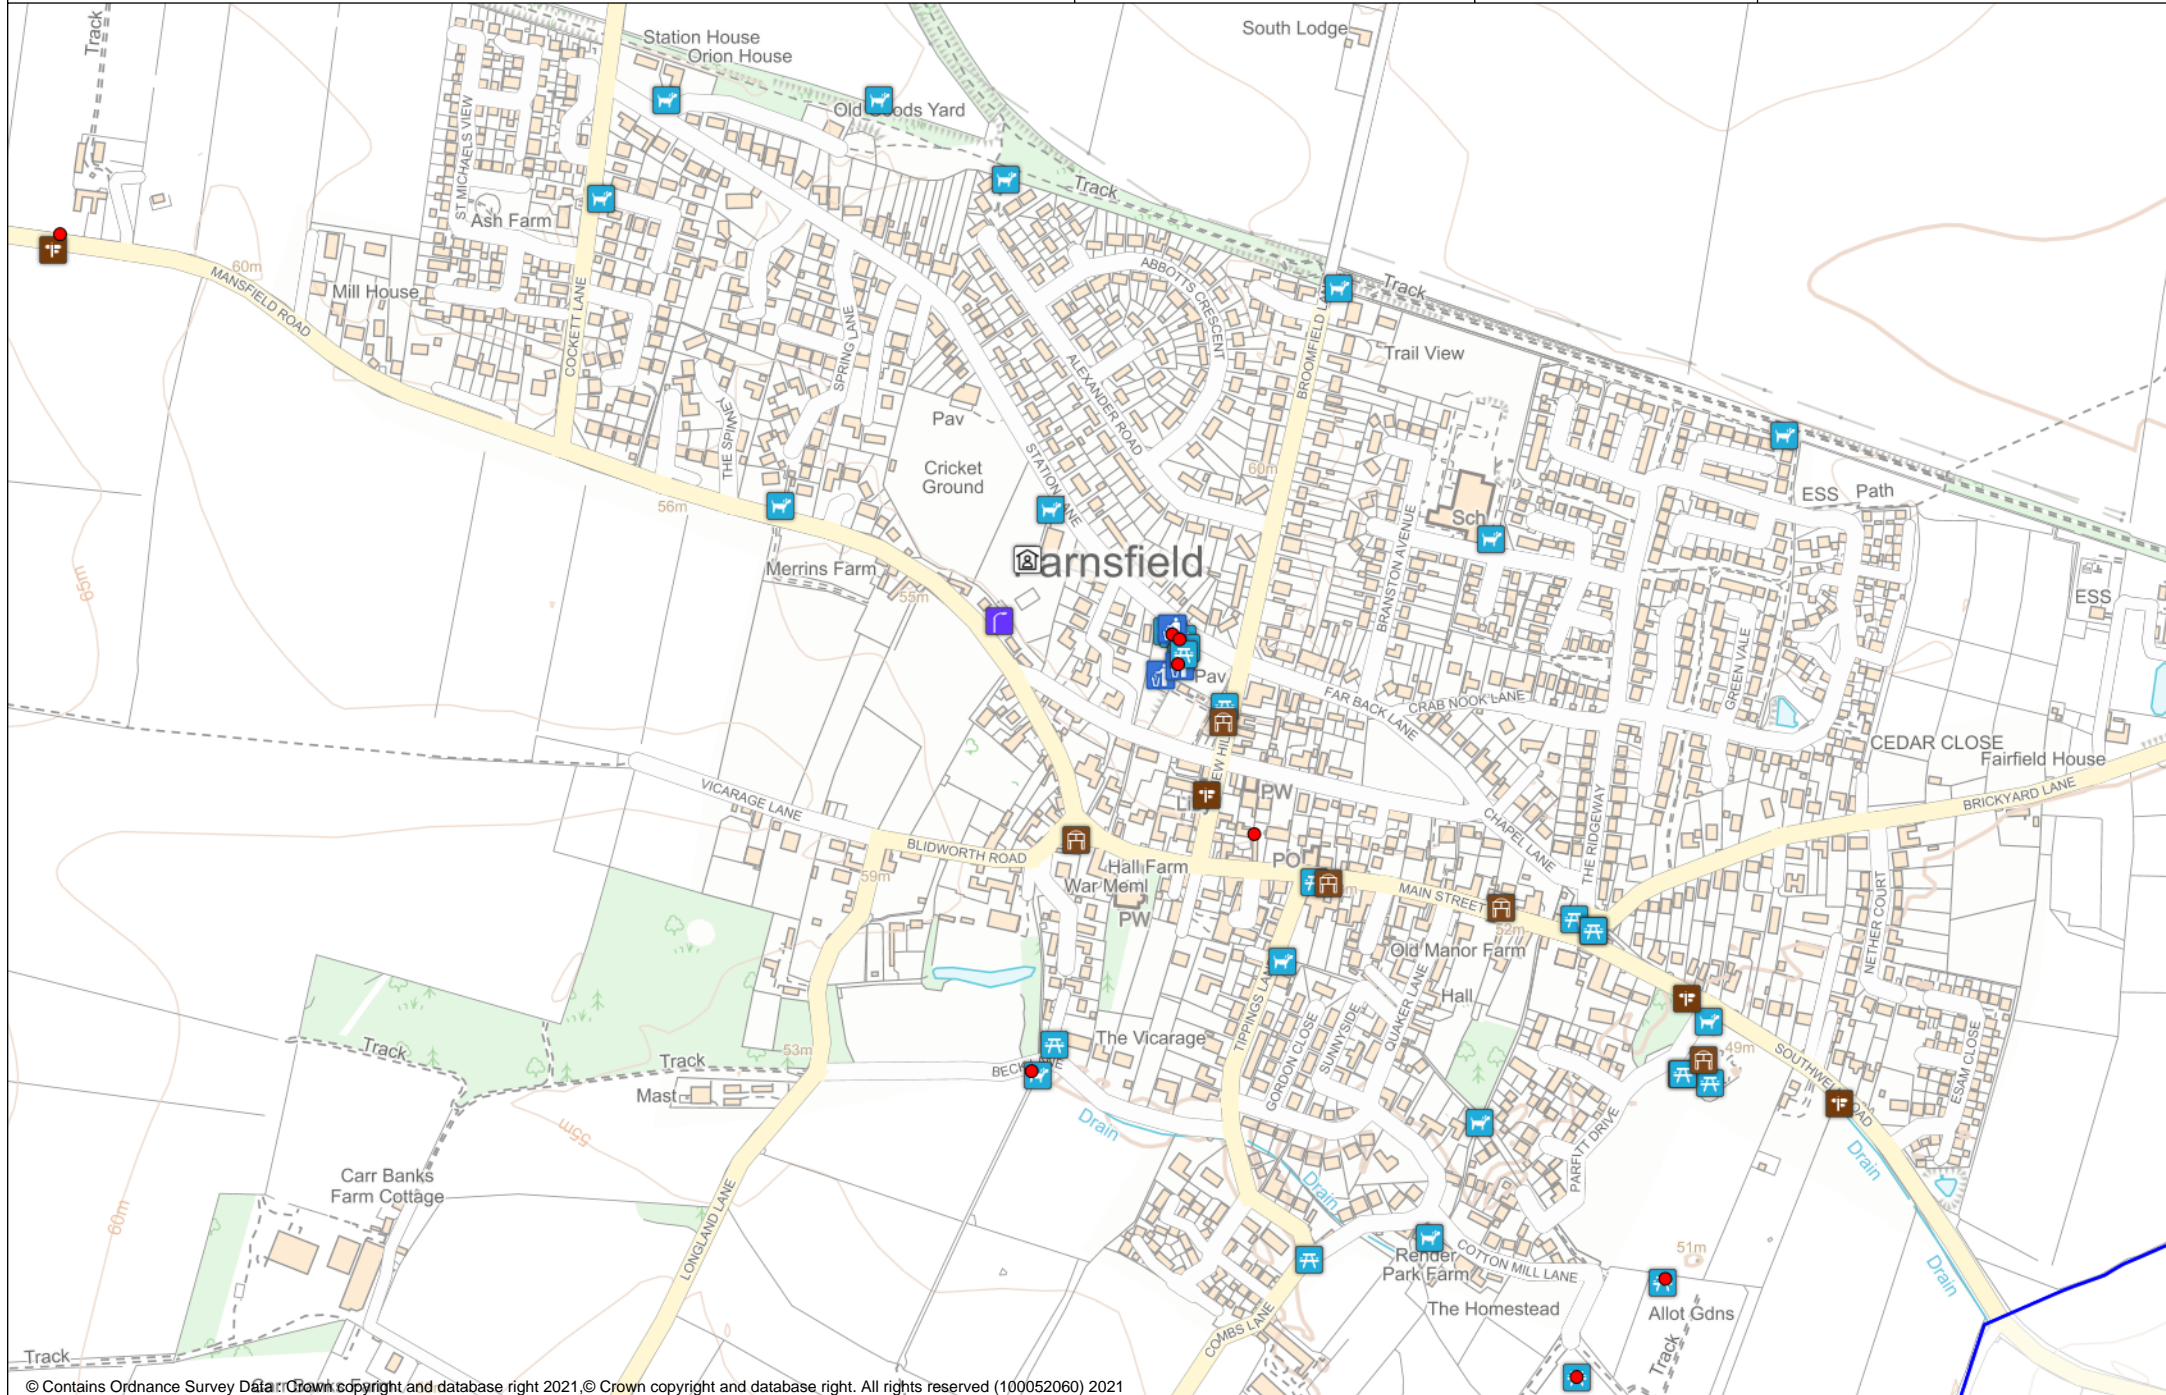 Track
Station House
Orion House
South Lodge
Old
ods Yard
ST MICHAELS VIEW
Ash Farm
Track
60m
MANSFIELD ROAD
Mill House
COCKETT LANE
ABBOTTS CRESCENT
Track
BROOMFIELD
SPRING LANE
ALEXANDER ROAD
Trail View
THE SPINNEY
Pav
Cricket
Ground
STATION
60m
56m
Sch
ESS
Path
BRANSTON AVENUE
arnsfield
Merrins Farm
65m
55m
ESS
GREEN VALE
Pav
FAR BACK LANE
CRAB NOOK LANE
CEDAR CLOSE
Fairfield House
VICARAGE LANE
PW
BRICKYARD LANE
THE RIDGEWAY
CHAPEL LANE
BLIDWORTH ROAD
Hall Farm
PO
59m
War Meml
MAIN STREET
PW
52m
NETHER COURT
Old Manor Farm
TIPPINGS
Hall
QUAKER LANE
SUNNYSIDE
GORDON CLOSE
The Vicarage
Track
Track
53m
BECK
49m
SOUTHWELL ROAD
ESAM CLOSE
Mast
Drain
55m
PARFITT DRIVE
Drain
Carr Banks
Farm Cottage
60m
LONGLAND LANE
Drain
Render
Park Farm
COTTON MILL LANE
51m
Drain
The Homestead
Allot Gdns
COMBS LANE
Track
Track
Carr Banks Farm
© Contains Ordnance Survey Data : Crown copyright and database right 2021,© Crown copyright and database right. All rights reserved (100052060) 2021